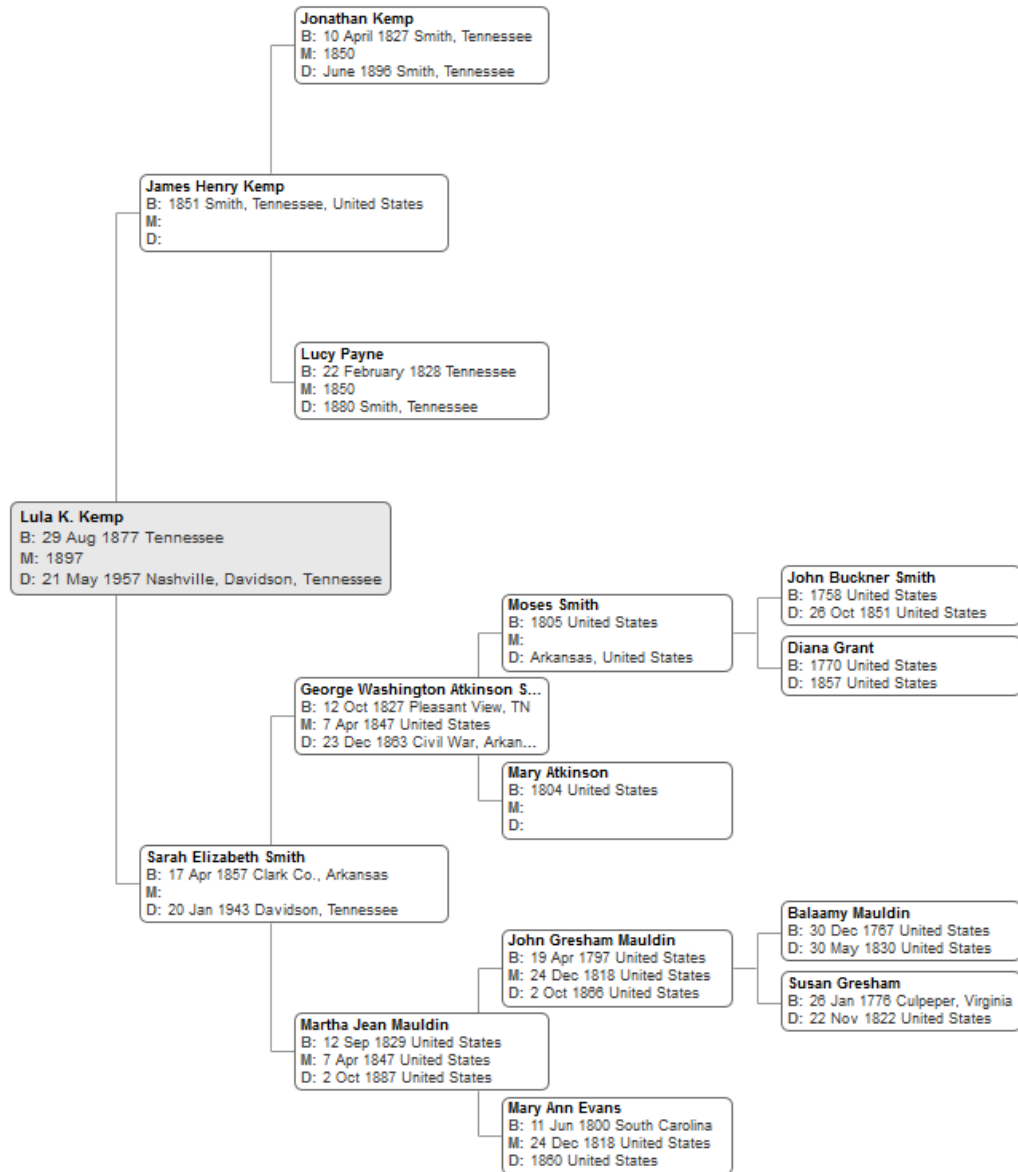 Jonathan Kemp
B: 10 April 1827 Smith, Tennessee
M: 1850
D: June 1896 Smith, Tennessee
James Henry Kemp
B: 1851 Smith, Tennessee, United States
M:
D:
Lucy Payne
B: 22 February 1828 Tennessee
M: 1850
D: 1880 Smith, Tennessee
Lula K. Kemp
B: 29 Aug 1877 Tennessee
M: 1897
D: 21 May 1957 Nashville, Davidson, Tennessee
John Buckner Smith
B: 1758 United States
D: 26 Oct 1851 United States
Moses Smith
B: 1805 United States
M:
D: Arkansas, United States
Diana Grant
B: 1770 United States
D: 1857 United States
George Washington Atkinson S...
B: 12 Oct 1827 Pleasant View, TN
M: 7 Apr 1847 United States
D: 23 Dec 1863 Civil War, Arkan...
Mary Atkinson
B: 1804 United States
M:
D:
Sarah Elizabeth Smith
B: 17 Apr 1857 Clark Co., Arkansas
M:
D: 20 Jan 1943 Davidson, Tennessee
Balaamy Mauldin
B: 30 Dec 1767 United States
D: 30 May 1830 United States
John Gresham Mauldin
B: 19 Apr 1797 United States
M: 24 Dec 1818 United States
D: 2 Oct 1866 United States
Susan Gresham
B: 26 Jan 1776 Culpeper, Virginia
D: 22 Nov 1822 United States
Martha Jean Mauldin
B: 12 Sep 1829 United States
M: 7 Apr 1847 United States
D: 2 Oct 1887 United States
Mary Ann Evans
B: 11 Jun 1800 South Carolina
M: 24 Dec 1818 United States
D: 1860 United States